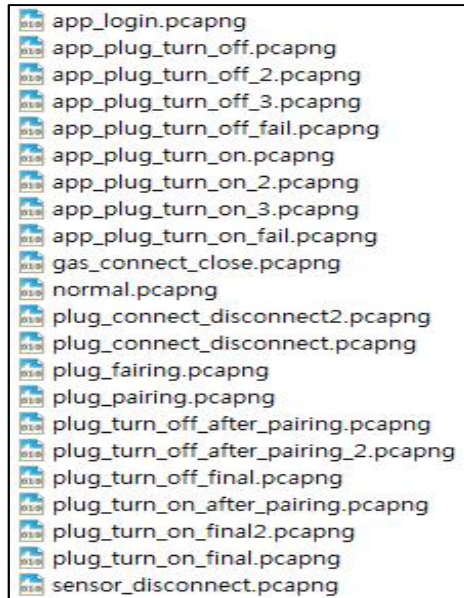 app_login.pcapng
app_plug_turn_off.pcapng
app_plug_turn_off_2.pcapng
app_plug_turn_off_3.pcapng
app_plug_turn_off_fail.pcapng
app_plug_turn_on.pcapng
app_plug_turn_on_2.pcapng
app_plug_turn_on_3.pcapng
app_plug_turn_on_fail.pcapng
gas_connect_close.pcapng
normal.pcapng
plug_connect_disconnect2.pcapng
plug_connect_disconnect.pcapng
plug_fairing.pcapng
plug_pairing.pcapng
plug_turn_off_after_pairing.pcapng
plug_turn_off_after_pairing_2.pcapng
plug_turn_off_final.pcapng
plug_turn_on_after_pairing.pcapng
plug_turn_on_final2.pcapng
plug_turn_on_final.pcapng
sensor_disconnect.pcapng